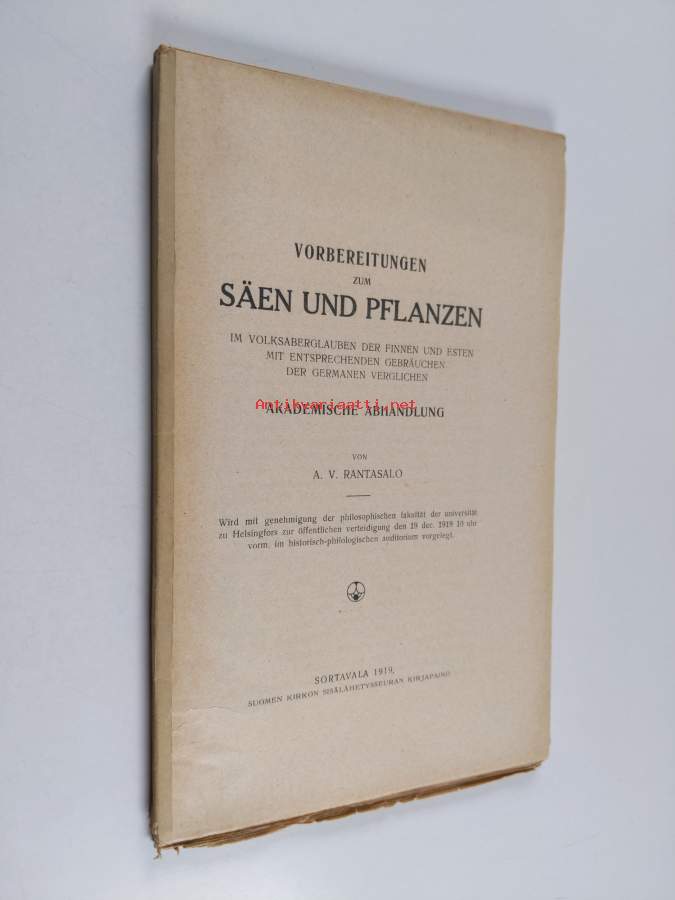 VORBEREITUNGEN
ZUM
SÄEN UND PFLANZEN
IM VOLKSABERGLAUBEN DER FINNEN UND ESTEN
MIT ENTSPRECHENDEN GEBRÄUCHEN
DER GERMANEN VERGLICHEN
Antikvariaatti.net
AKADEMISCHE ABHANDLUNG
VON
A. V. RANTASALO
Wird mit genehmigung der philosophischen fakultät der universität
zu Helsingfors zur öffentlichen verteidigung den 19 dec. 1919 10 uhr
vorm. im historisch-philologischen auditorium vorgelegt.
SORTAVALA 1919,
SUOMEN KIRKON SISÄLÄHETYSSEURAN KIRJAPAINO